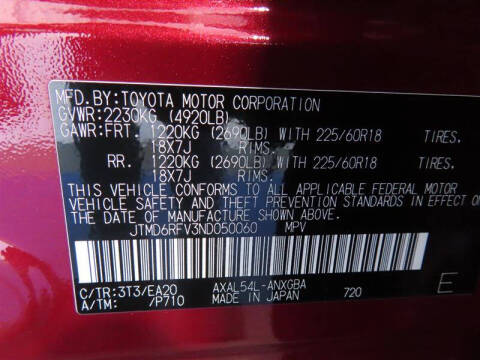 MFD.BY:TOYOTA MOTOR CORPORATION
GVWR:2230KG (4920LB)
GAWR:FRT. 1220KG (2690LB) WITH 225/60R18 TIRES.
18X7J RIMS.
RR. 1220KG (2690LB) WITH 225/60R18 TIRES.
18X7J RIMS.
THIS VEHICLE CONFORMS TO ALL APPLICABLE FEDERAL MOTOR
VEHICLE SAFETY AND THEFT PREVENTION STANDARDS IN EFFECT ON
DATE OF MANUFACTURE SHOWN ABOVE.
JTMD6RFV3ND050060 MPV
C/TR:3T3/EA20 AXAL54L-ANXGBA E
A/TM: /P710 MADE IN JAPAN 720